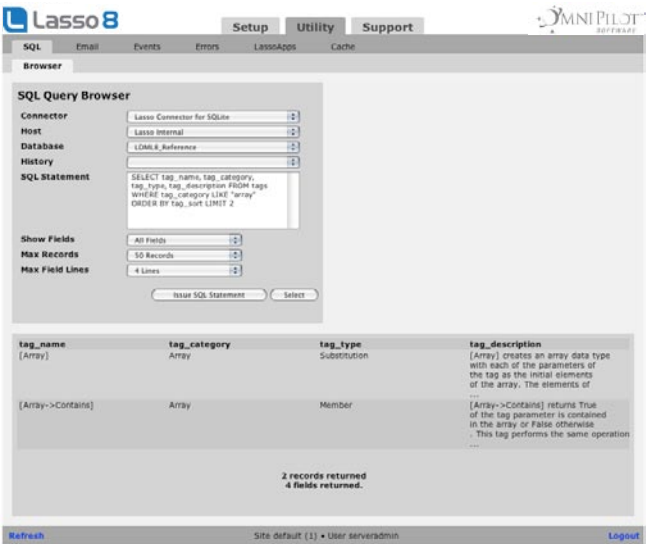 Lasso 8
Setup Utility Support
OMNIPILOT
SOFTWARE
SQL Email Events Errors LassoApps Cache
Browser
SQL Query Browser
Connector Lasso Connector for SQLite
Host Lasso Internal
Database LDML8_Reference
History
SQL Statement SELECT tag_name, tag_category,
tag_type, tag_description FROM tags
WHERE tag_category LIKE "array"
ORDER BY tag_sort LIMIT 2
Show Fields All Fields
Max Records 50 Records
Max Field Lines 4 Lines
Issue SQL Statement Select
tag_name tag_category tag_type tag_description
[Array] Array Substitution [Array] creates an array data type
with each of the parameters of
the tag as the initial elements
of the array. The elements of
...
[Array->Contains] Array Member [Array->Contains] returns True
of the tag parameter is contained
in the array or False otherwise
. This tag performs the same operation
...
2 records returned
4 fields returned.
Refresh Site default (1) • User serveradmin Logout